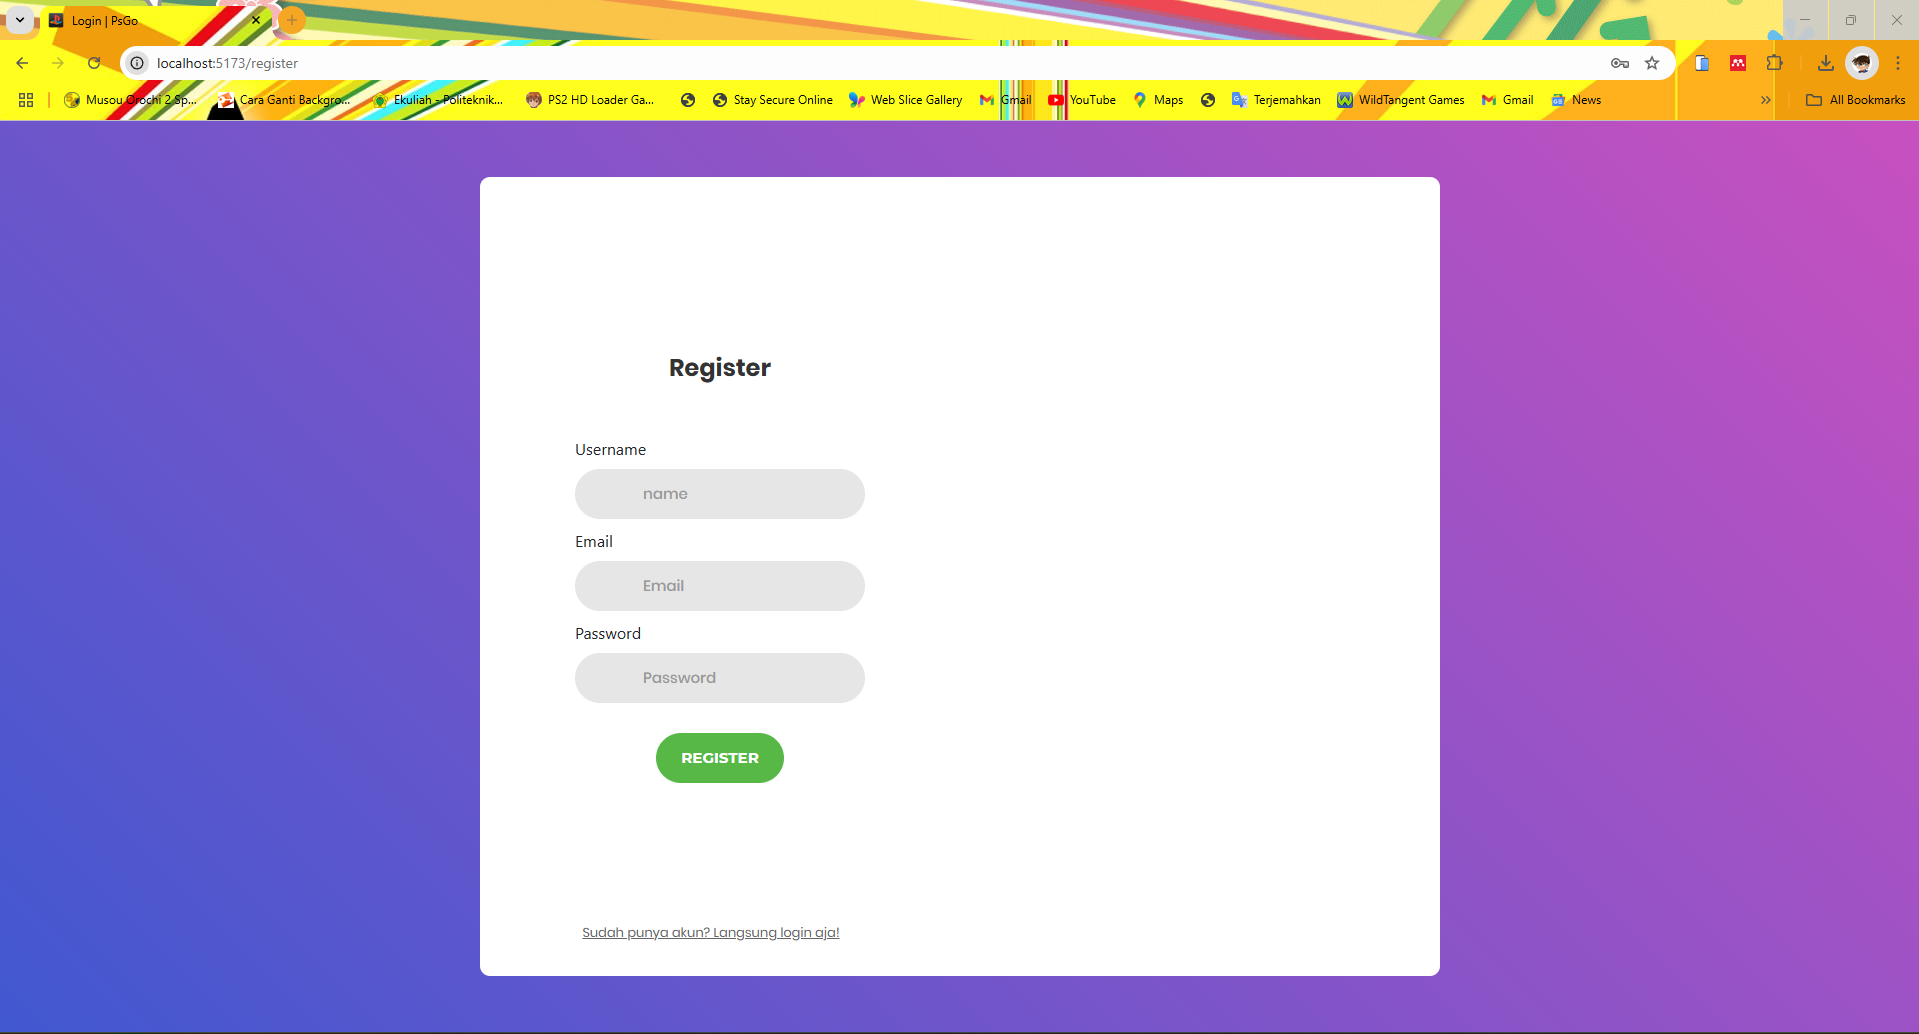 Login | PsGo
localhost:5173/register
Musou Orochi 2 Sp... Cara Ganti Backgro... Ekuliah - Politeknik... PS2 HD Loader Ga... Stay Secure Online Web Slice Gallery Gmail YouTube Maps Terjemahkan WildTangent Games Gmail News » All Bookmarks
Register
Username
name
Email
Email
Password
Password
REGISTER
Sudah punya akun? Langsung login aja!